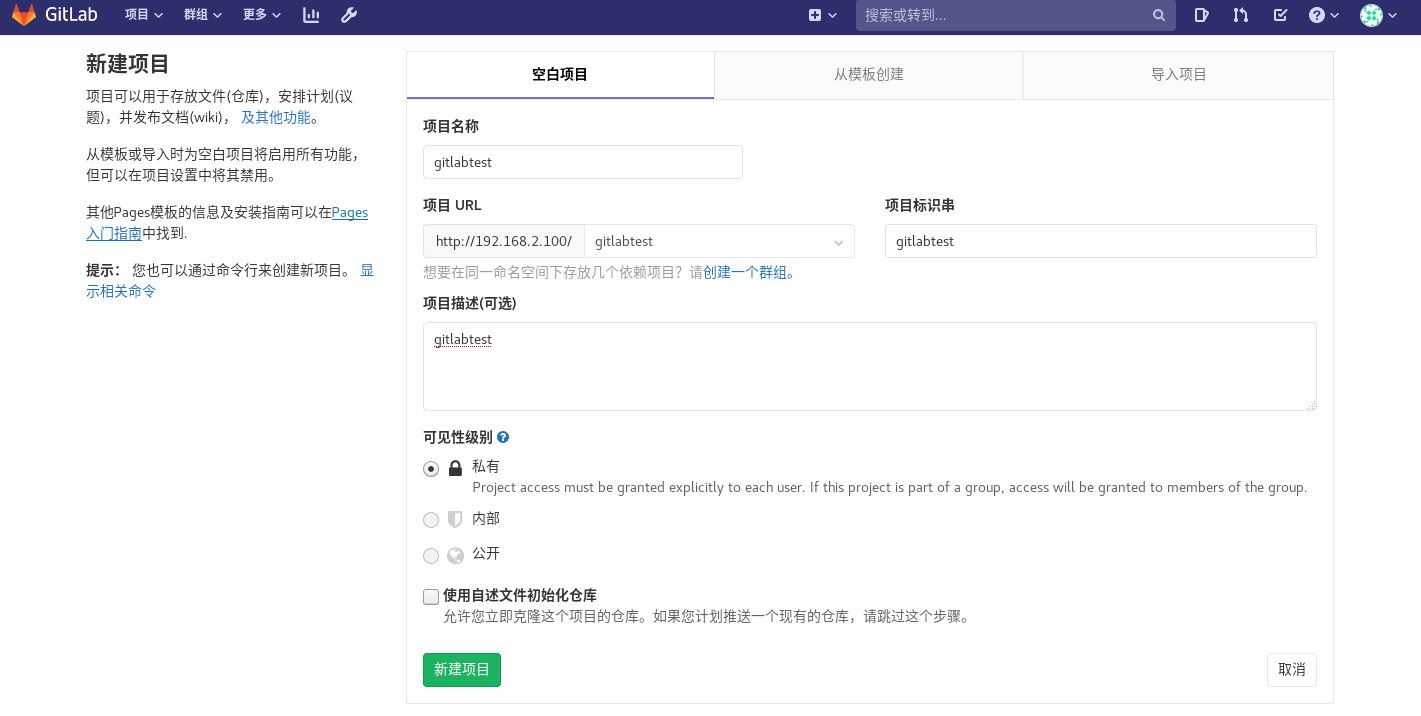 GitLab 项目 群组 更多 搜索或转到...
新建项目
项目可以用于存放文件(仓库)，安排计划(议
题)，并发布文档(wiki)， 及其他功能。
从模板或导入时为空白项目将启用所有功能，
但可以在项目设置中将其禁用。
其他Pages模板的信息及安装指南可以在Pages
入门指南中找到.
提示： 您也可以通过命令行来创建新项目。 显
示相关命令
空白项目 从模板创建 导入项目
项目名称
gitlabtest
项目 URL 项目标识串
http://192.168.2.100/ gitlabtest gitlabtest
想要在同一命名空间下存放几个依赖项目？请创建一个群组。
项目描述(可选)
gitlabtest
可见性级别
私有
Project access must be granted explicitly to each user. If this project is part of a group, access will be granted to members of the group.
内部
公开
使用自述文件初始化仓库
允许您立即克隆这个项目的仓库。如果您计划推送一个现有的仓库，请跳过这个步骤。
新建项目 取消